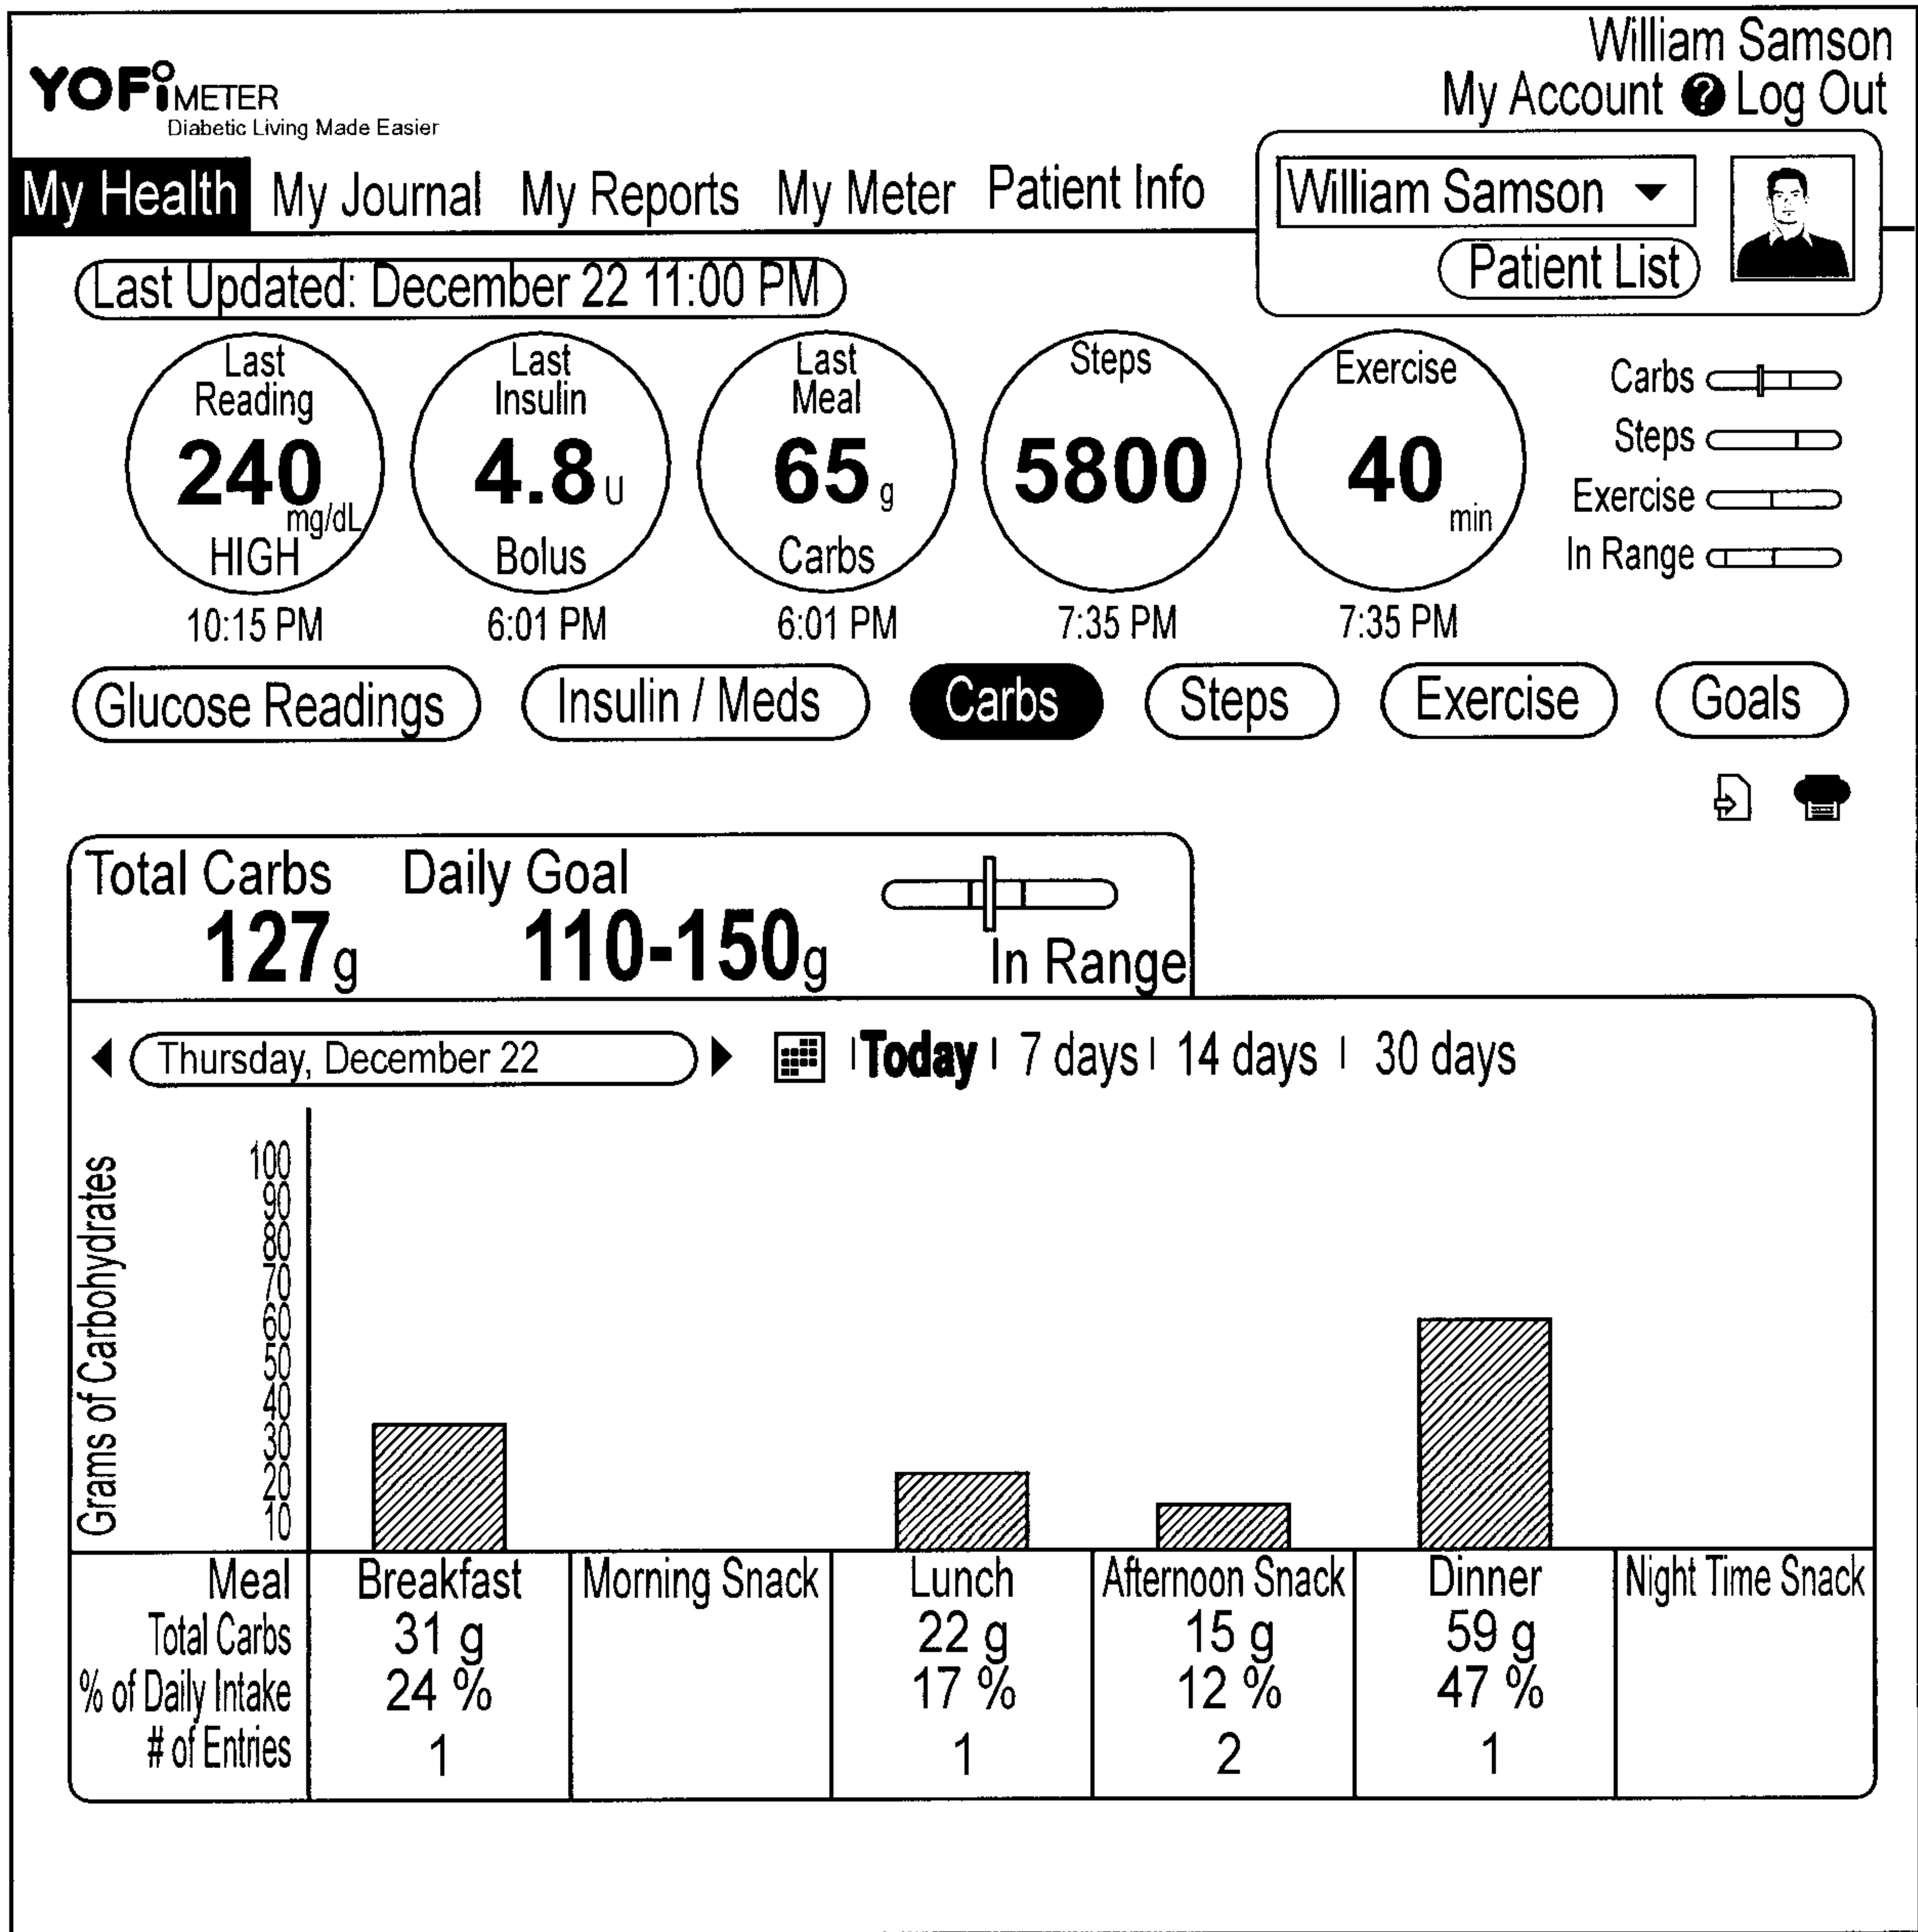 William Samson
YOFiMETER
My Account ? Log Out
Diabetic Living Made Easier
My Health My Journal My Reports My Meter Patient Info
William Samson
Patient List
Last Updated: December 22 11:00 PM
Last Reading
240 mg/dL
HIGH
10:15 PM
Last Insulin
4.8 u
Bolus
6:01 PM
Last Meal
65 g
Carbs
6:01 PM
Steps
5800
7:35 PM
Exercise
40 min
7:35 PM
Carbs
Steps
Exercise
In Range
Glucose Readings Insulin / Meds Carbs Steps Exercise Goals
Total Carbs Daily Goal
127g 110-150g In Range
Thursday, December 22 Today 7 days 14 days 30 days
Grams of Carbohydrates
100
90
80
70
60
50
40
30
20
10
Meal Breakfast Morning Snack Lunch Afternoon Snack Dinner Night Time Snack
Total Carbs 31 g 22 g 15 g 59 g
% of Daily Intake 24 % 17 % 12 % 47 %
# of Entries 1 1 2 1